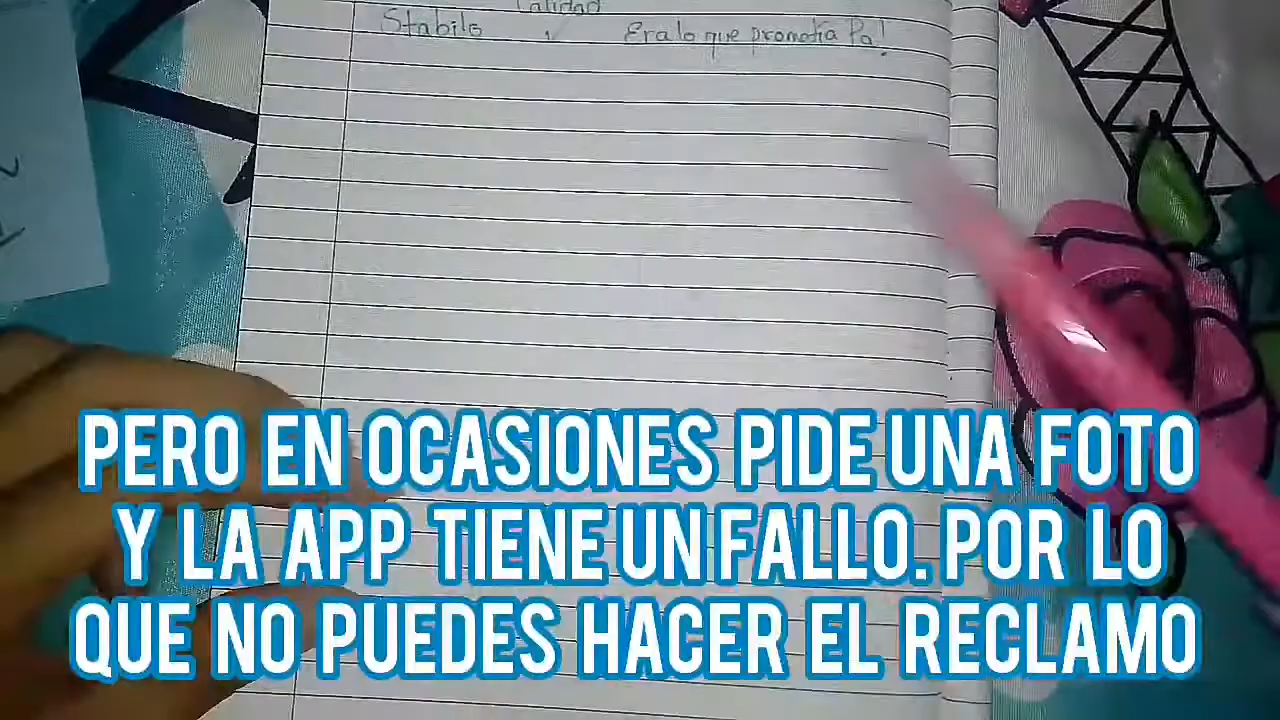 Calidad
Stabilo Era lo que prometía Pa!
PERO EN OCASIONES PIDE UNA FOTO
Y LA APP TIENE UN FALLO. POR LO
QUE NO PUEDES HACER EL RECLAMO